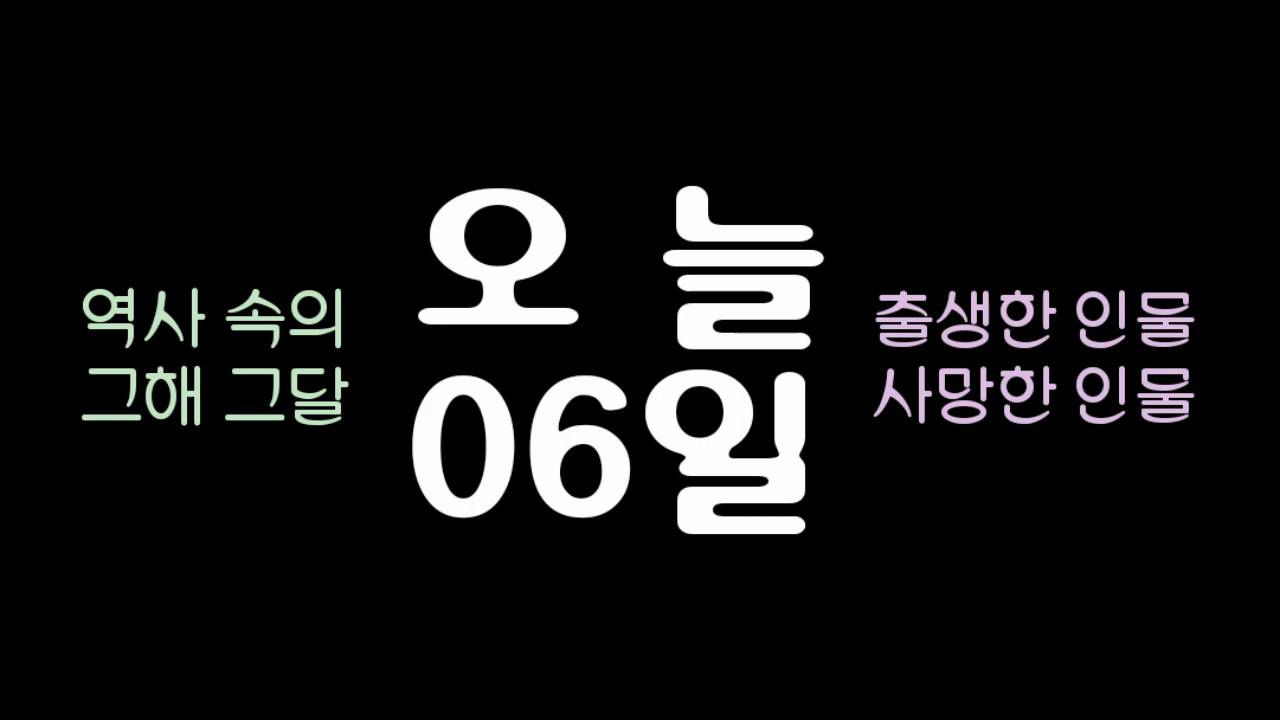 역사 속의
그해 그달
오 늘
06일
출생한 인물
사망한 인물